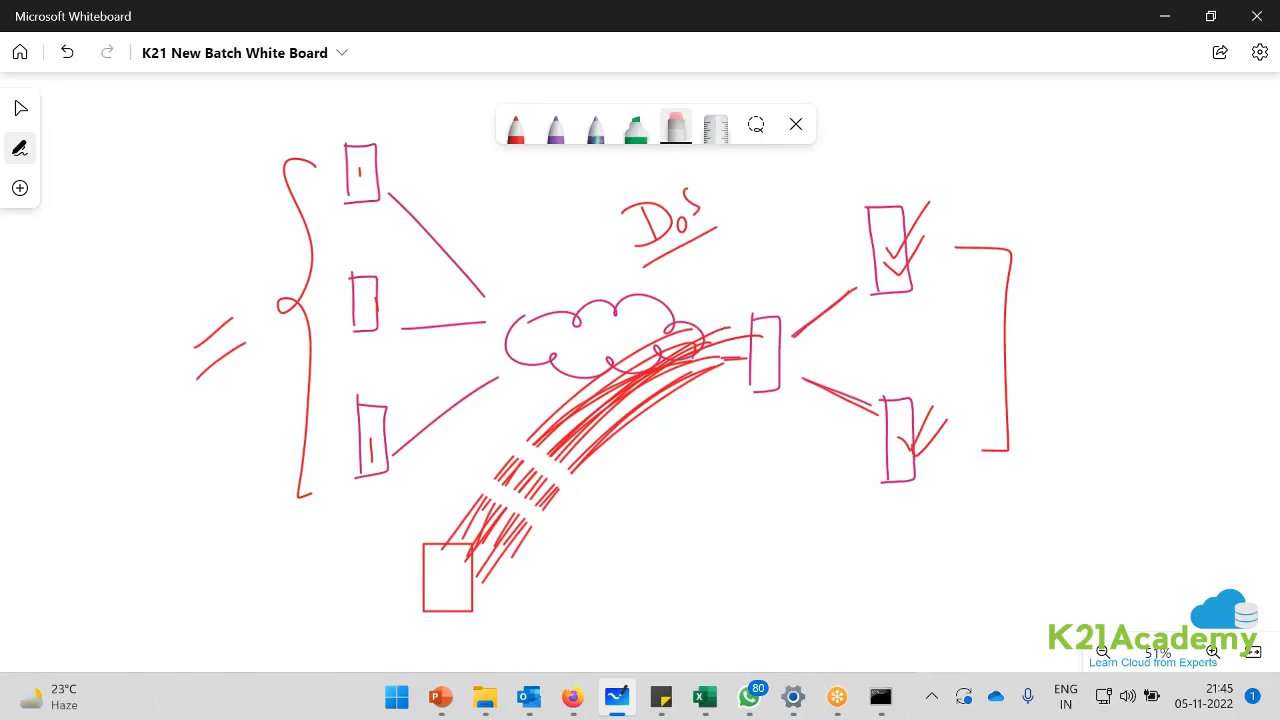 Microsoft Whiteboard
K21 New Batch White Board
DoS
K21Academy
Learn Cloud from Experts
51%
23°C
Haze
80
ENG
IN
21:45
05-11-2022
1